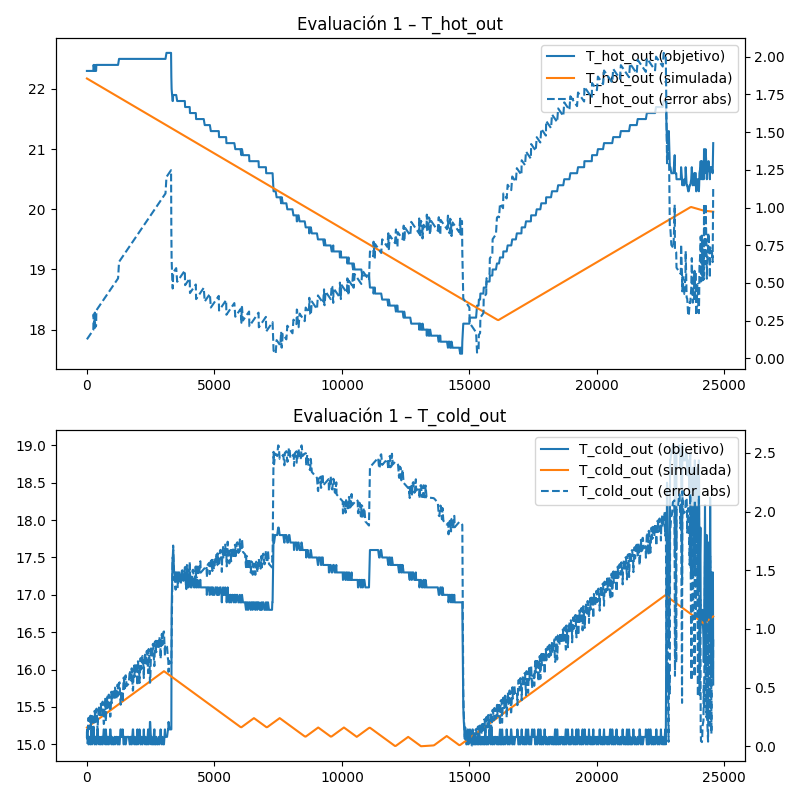 Evaluación 1 – T_hot_out
T_hot_out (objetivo)
T_hot_out (simulada)
T_hot_out (error abs)
22
21
20
19
18
2.00
1.75
1.50
1.25
1.00
0.75
0.50
0.25
0.00
0 5000 10000 15000 20000 25000
Evaluación 1 – T_cold_out
T_cold_out (objetivo)
T_cold_out (simulada)
T_cold_out (error abs)
19.0
18.5
18.0
17.5
17.0
16.5
16.0
15.5
15.0
2.5
2.0
1.5
1.0
0.5
0.0
0 5000 10000 15000 20000 25000